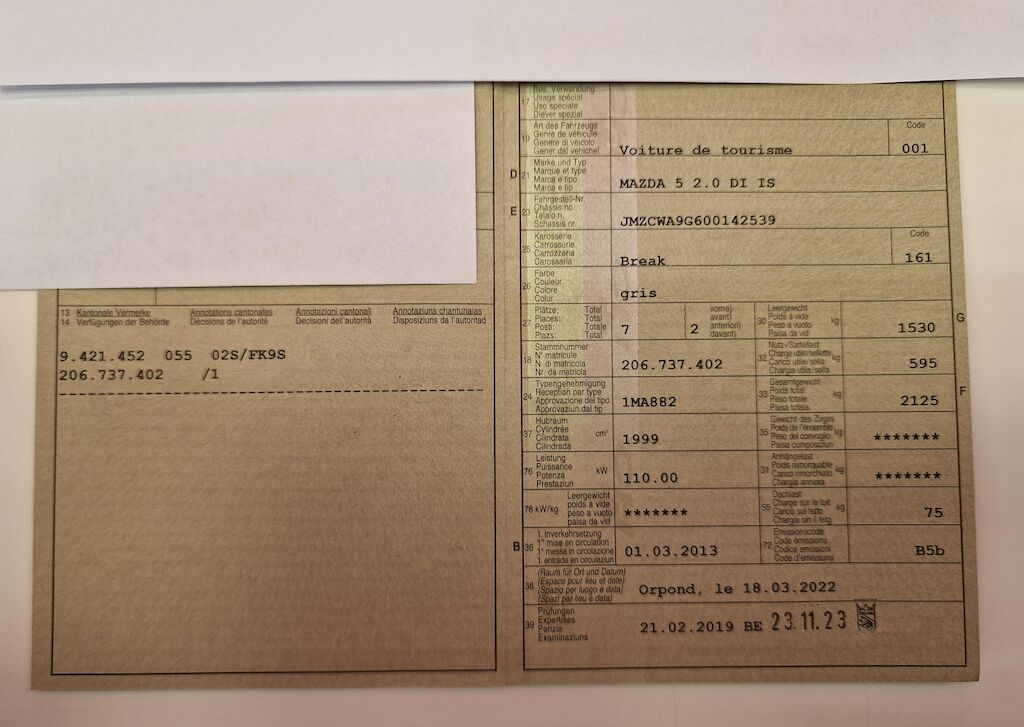 13 Kantonale Vermerke Annotations cantonales Annotazioni cantonali Annotaziuns chantunalas
14 Verfügungen der Behörde Décisions de l'autorité Decisioni dell'autorità Disposiziuns da l'autoritad
9.421.452 055 02S/FK9S
206.737.402 /1
17 Bes. Verwendung
Usage spécial
Uso speciale
Diever spezial
19 Art des Fahrzeugs
Genre de véhicule
Genere di veicolo
Gener dal vehichel
Voiture de tourisme
Code
001
D 21 Marke und Typ
Marque et type
Marca e tipo
Marca e tip
MAZDA 5 2.0 DI IS
E 23 Fahrgestell-Nr.
Châssis no
Telaio n.
Schassis nr.
JMZCWA9G600142539
25 Karosserie
Carrosserie
Carrozzeria
Carossaria
Break
Code
161
26 Farbe
Couleur
Colore
Colur
gris
27 Plätze: Total
Places: Total
Posti: Totale
Plazs: Total
7
( vorne)
avant)
2 anteriori)
davant)
30 Leergewicht
Poids à vide
Peso a vuoto
Paisa da vid
kg
1530
G
18 Stammnummer
N° matricule
N. di matricola
Nr. da matricla
206.737.402
32 Nutz-/Sattellast
Charge utile/sellette
Carico utile/sella
Chargia utila/sella
kg
595
24 Typengenehmigung
Réception par type
Approvazione del tipo
Approvaziun dal tip
1MA882
33 Gesamtgewicht
Poids total
Peso totale
Paisa totala
kg
2125
F
37 Hubraum
Cylindrée
Cilindrata
Cilindrada
cm³
1999
35 Gewicht des Zuges
Poids de l'ensemble
Peso del convoglio
Paisa cumposiziun
kg
*******
76 Leistung
Puissance
Potenza
Prestaziun
kW
110.00
31 Anhängelast
Poids remorquable
Carico rimorchiato
Chargia annexa
kg
*******
78 kW/kg Leergewicht
poids à vide
peso a vuoto
paisa da vid
*******
55 Dachlast
Charge sur le toit
Carico sul tetto
Chargia sin il tetg
kg
75
B 36 1. Inverkehrsetzung
1re mise en circulation
1a messa in circolazione
1. entrada en circulaziun
01.03.2013
72 Emissionscode
Code émissions
Codice emissioni
Code d'emissiuns
B5b
38 (Raum für Ort und Datum)
(Espace pour lieu et date)
(Spazio per luogo e data)
(Spazi per lieu e data)
Orpond, le 18.03.2022
39 Prüfungen
Expertises
Perizie
Examinaziuns
21.02.2019 BE 23.11.23